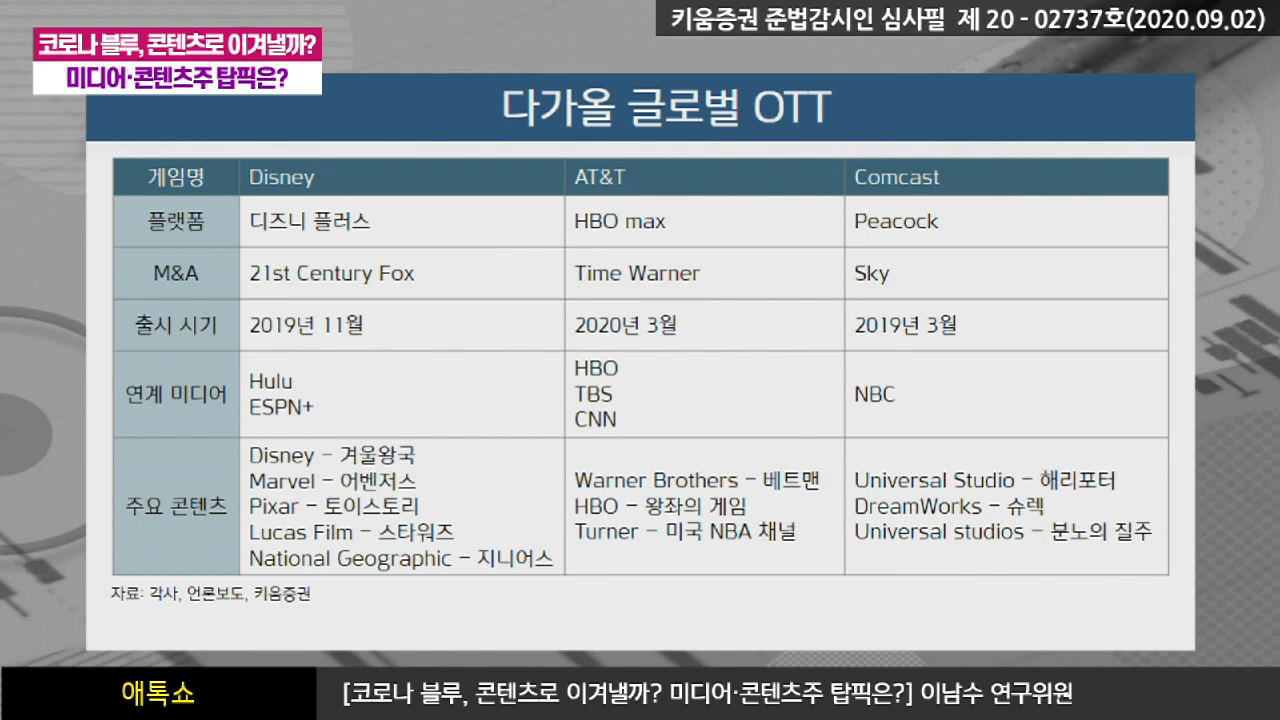 키움증권 준법감시인 심사필 제 20 - 02737호(2020.09.02)
코로나 블루, 콘텐츠로 이겨낼까?
미디어·콘텐츠주 탑픽은?
다가올 글로벌 OTT
게임명 Disney AT&T Comcast
플랫폼 디즈니 플러스 HBO max Peacock
M&A 21st Century Fox Time Warner Sky
출시 시기 2019년 11월 2020년 3월 2019년 3월
연계 미디어
Hulu
ESPN+
HBO
TBS
CNN
NBC
주요 콘텐츠
Disney - 겨울왕국
Marvel - 어벤저스
Pixar - 토이스토리
Lucas Film - 스타워즈
National Geographic - 지니어스
Warner Brothers - 베트맨
HBO - 왕좌의 게임
Turner - 미국 NBA 채널
Universal Studio - 해리포터
DreamWorks - 슈렉
Universal studios - 분노의 질주
자료: 각사, 언론보도, 키움증권
애톡쇼
[코로나 블루, 콘텐츠로 이겨낼까? 미디어·콘텐츠주 탑픽은?] 이남수 연구위원